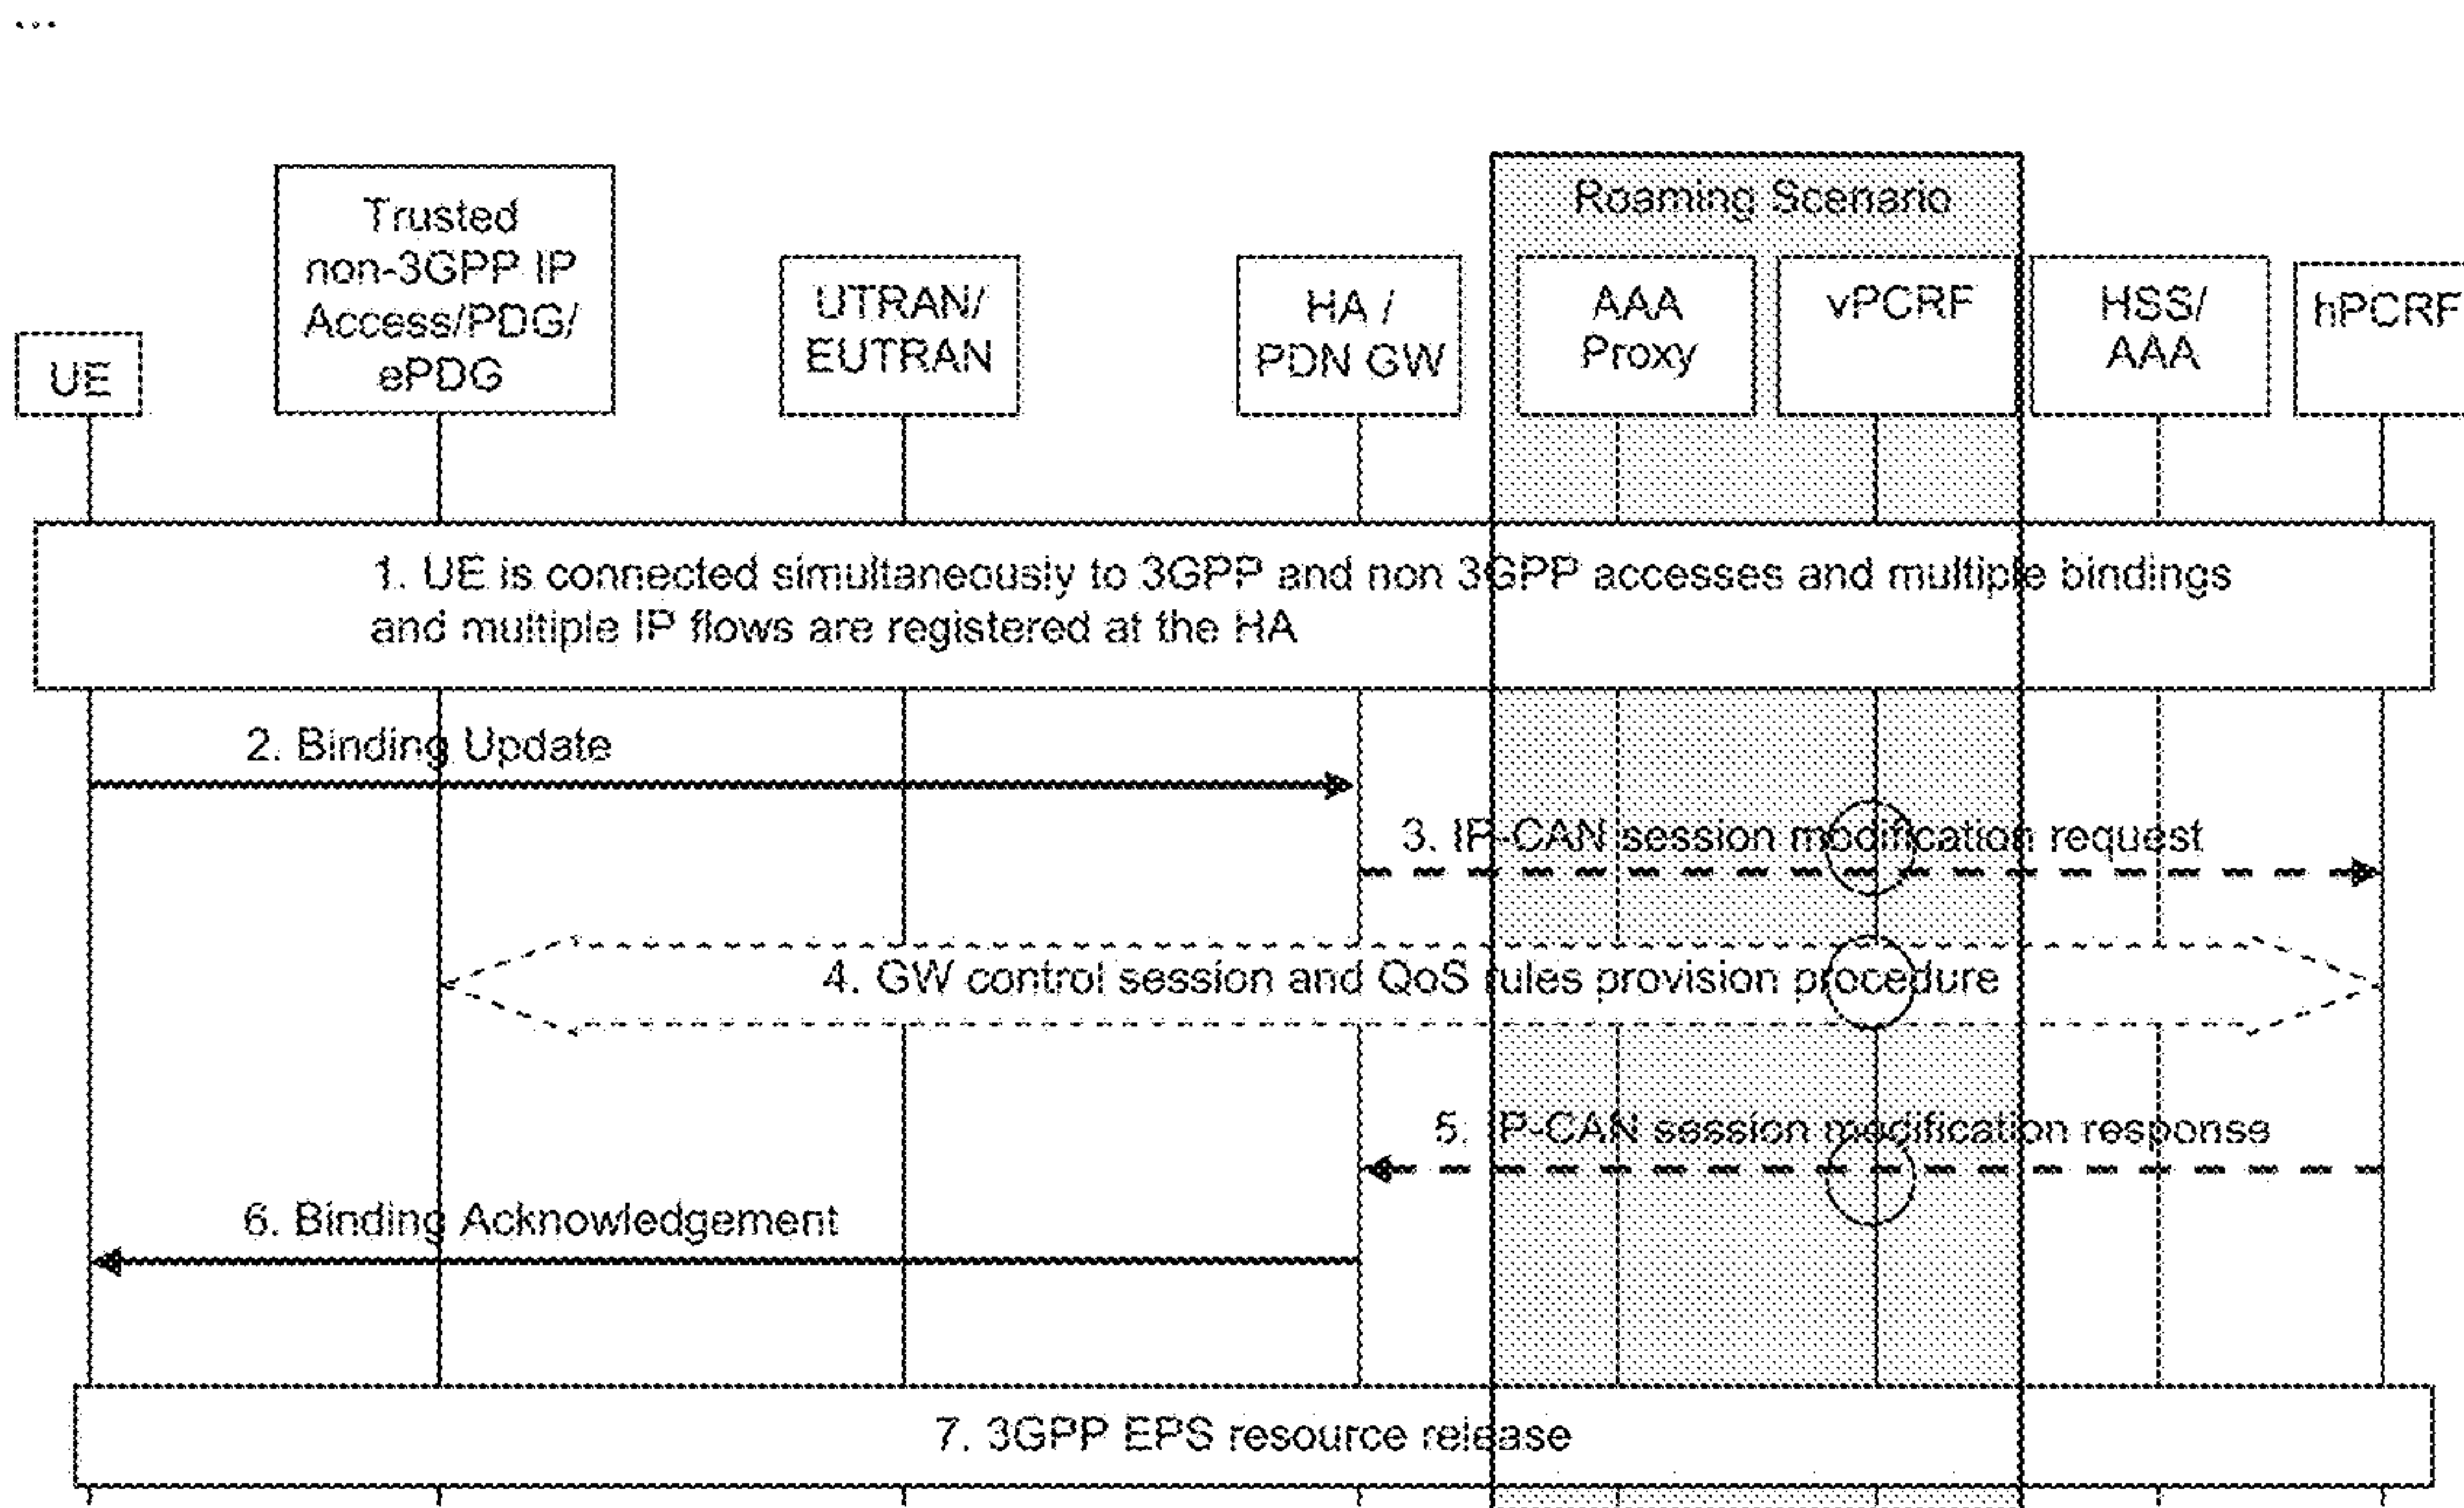 ...
Roaming Scenario
UE
Trusted
non-3GPP IP
Access/PDG/
ePDG
UTRAN/
EUTRAN
HA /
PDN GW
AAA
Proxy
vPCRF
HSS/
AAA
hPCRF
1. UE is connected simultaneously to 3GPP and non 3GPP accesses and multiple bindings
and multiple IP flows are registered at the HA
2. Binding Update
3. IP-CAN session modification request
4. GW control session and QoS rules provision procedure
5. IP-CAN session modification response
6. Binding Acknowledgement
7. 3GPP EPS resource release